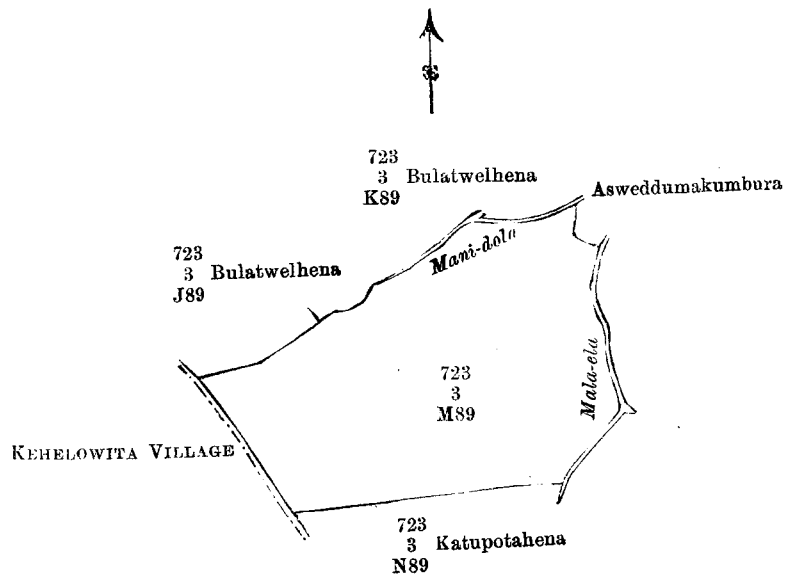 723
3 Bulatwelhena
K89
Asweddumakumbura
723
3 Bulatwelhena
J89
Mani-dola
723
3
M89
Mala-ela
KEHELOWITA VILLAGE
723
3 Katupotahena
N89